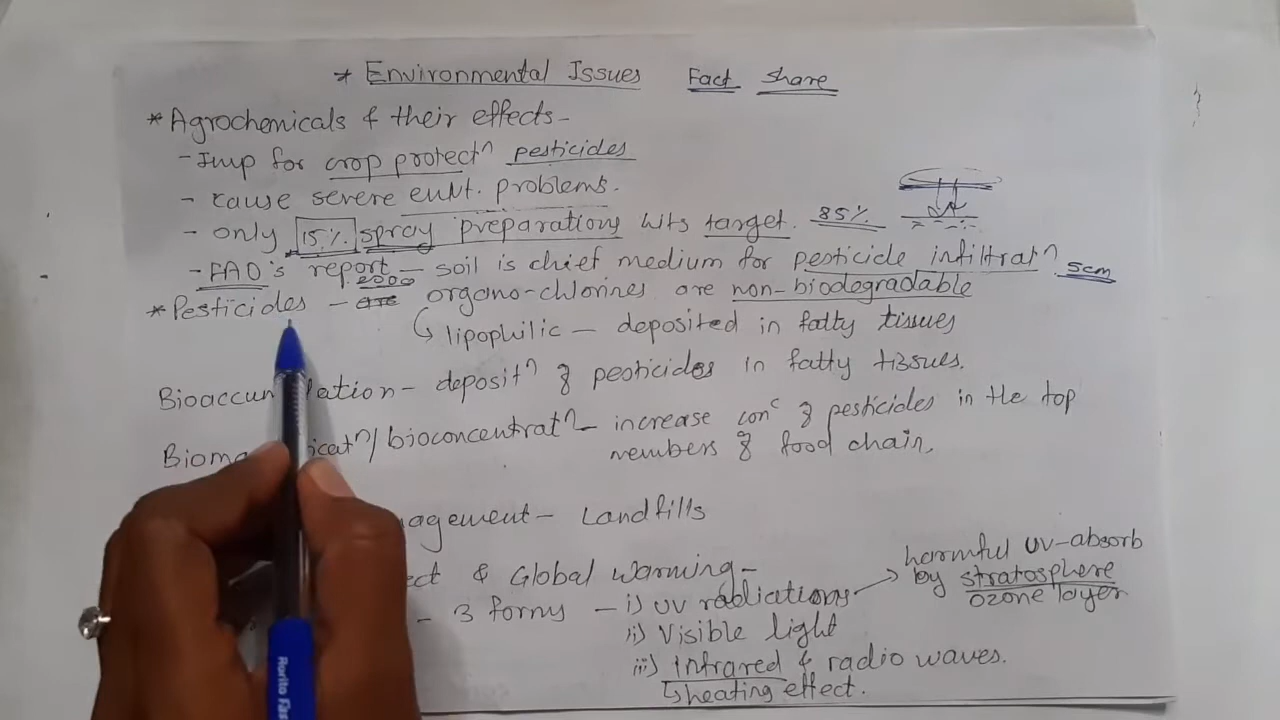 * Environmental Issues Fact Share
* Agrochemicals & their effects-
- Imp for crop protectⁿ pesticides
- cause severe envt. problems.
- only 15% spray preparations hits target. 85%
- FAO's report - soil is chief medium for pesticide infiltratⁿ 5cm
2000
* Pesticides - are organo-chlorines are non-biodegradable
lipophilic - deposited in fatty tissues
Bioaccum lation - depositⁿ of pesticides in fatty tissues.
Bioma icatⁿ/bioconcentratⁿ - increase conᶜ of pesticides in the top
members of food chain.
agement - Landfills
ect & Global Warming-
- 3 forms - i) UV radiations
harmful UV-absorb
by stratosphere
ozone layer
ii) Visible light
iii) Infrared & radio waves.
heating effect.
Rorito Fas